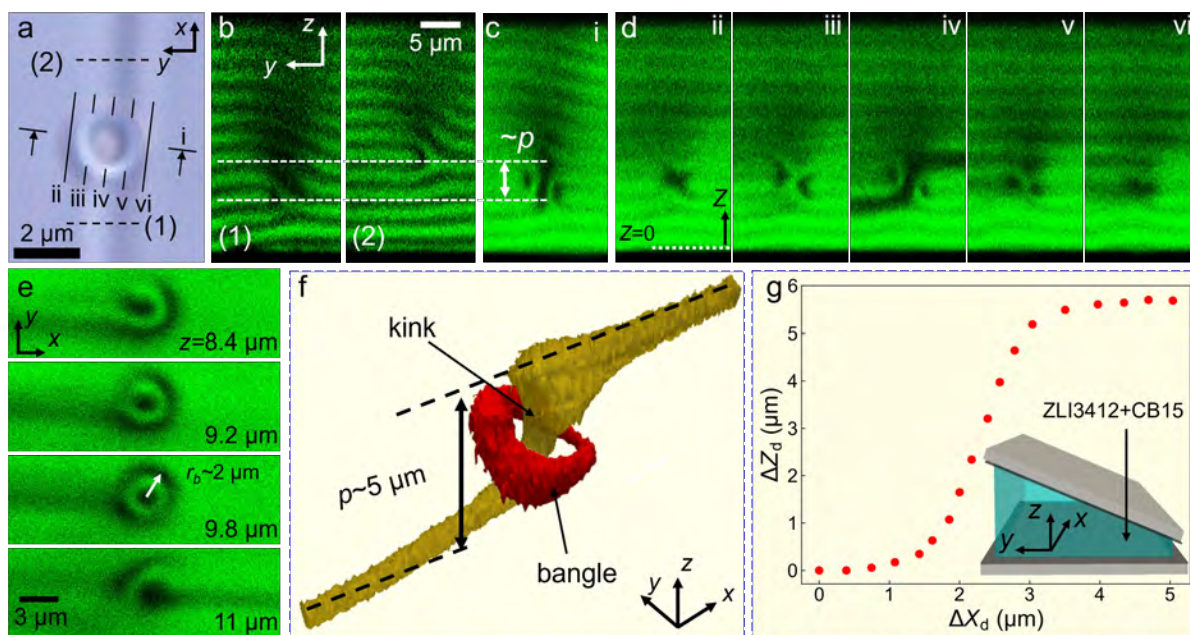 a
x
y
(2)
i
ii
iii
iv
v
vi
(1)
2 μm
b
z
y
5 μm
(1)
(2)
c
i
~p
d
ii
iii
iv
v
vi
Z
Z=0
e
y
x
z=8.4 μm
9.2 μm
r_b~2 μm
9.8 μm
3 μm
11 μm
f
kink
p~5 μm
bangle
z
y
x
g
6
5
4
3
2
1
0
ΔZ_d (μm)
ZLI3412+CB15
z
x
y
0 1 2 3 4 5
ΔX_d (μm)